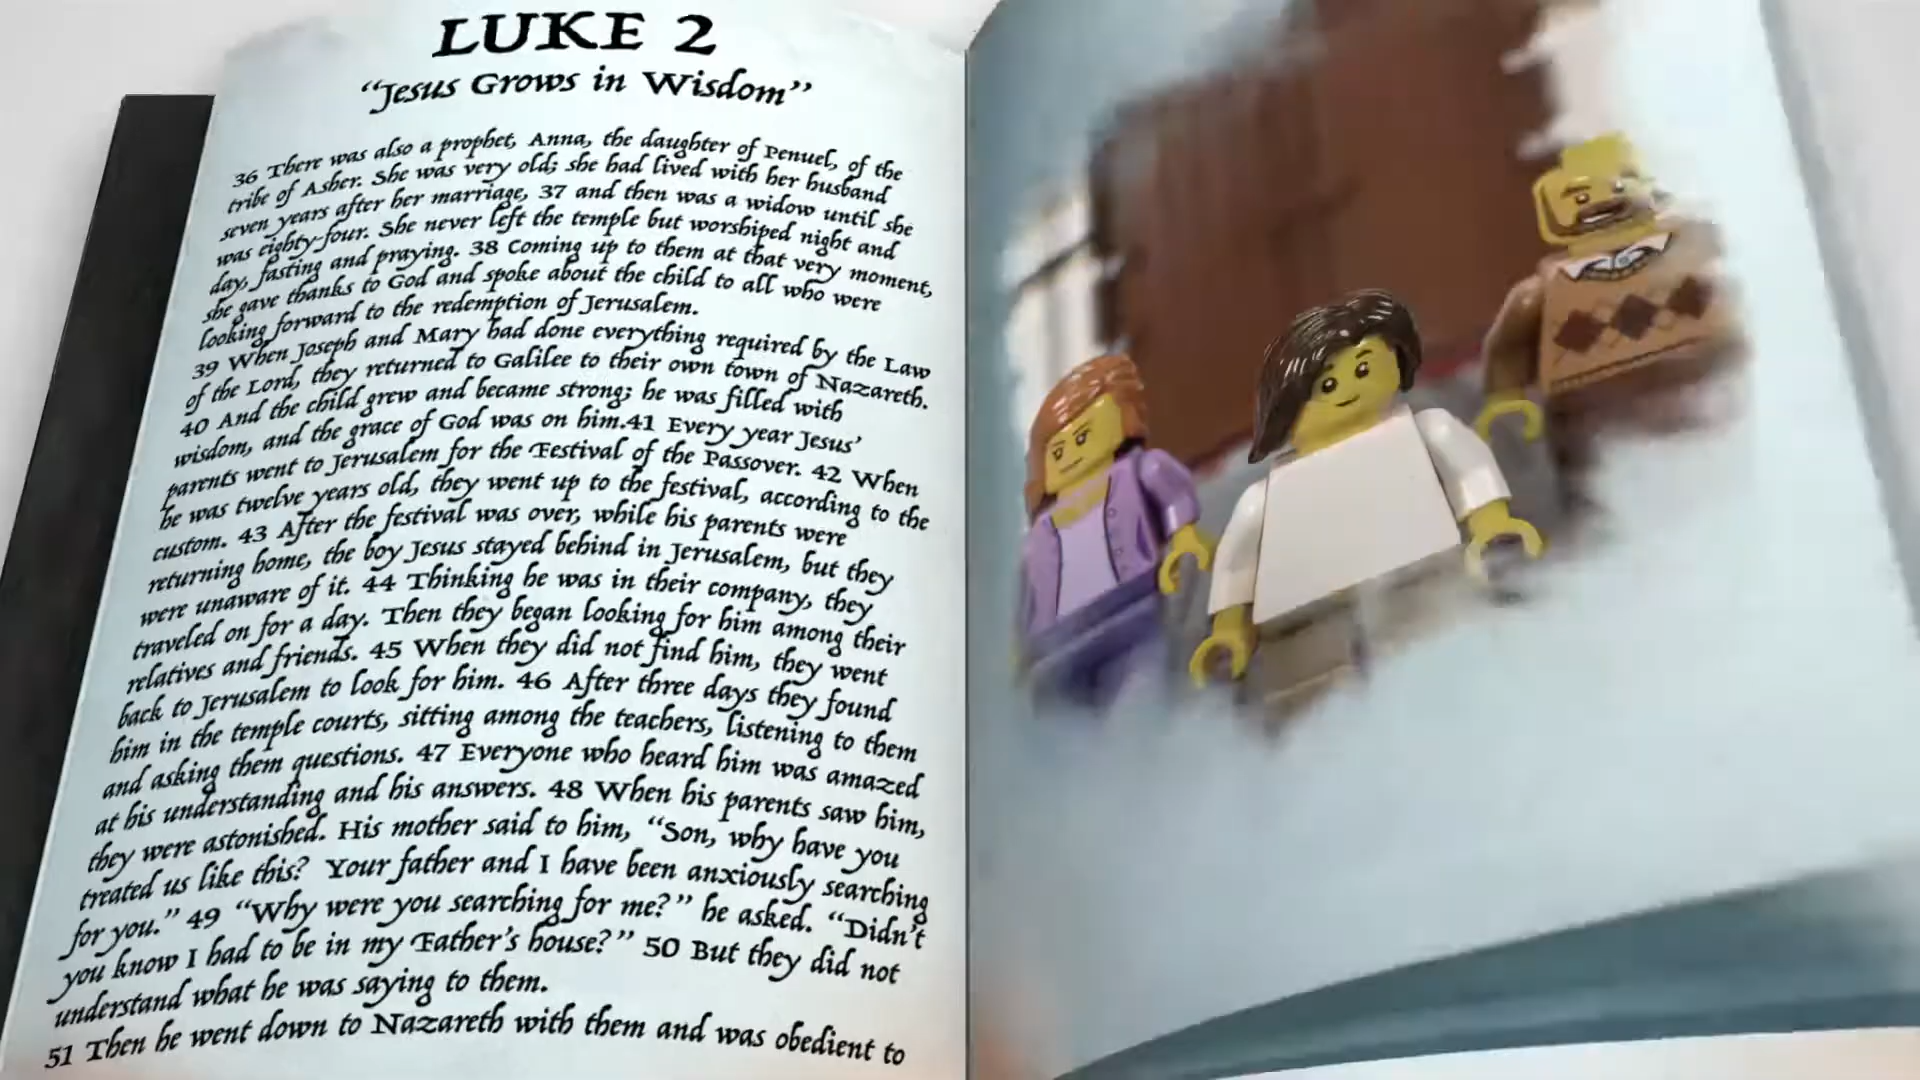 LUKE 2
“Jesus Grows in Wisdom”
36 There was also a prophet, Anna, the daughter of Penuel, of the
tribe of Asher. She was very old; she had lived with her husband
seven years after her marriage, 37 and then was a widow until she
was eighty-four. She never left the temple but worshiped night and
day, fasting and praying. 38 Coming up to them at that very moment,
she gave thanks to God and spoke about the child to all who were
looking forward to the redemption of Jerusalem.
39 When Joseph and Mary had done everything required by the Law
of the Lord, they returned to Galilee to their own town of Nazareth.
40 And the child grew and became strong; he was filled with
wisdom, and the grace of God was on him.41 Every year Jesus’
parents went to Jerusalem for the Festival of the Passover. 42 When
he was twelve years old, they went up to the festival, according to the
custom. 43 After the festival was over, while his parents were
returning home, the boy Jesus stayed behind in Jerusalem, but they
were unaware of it. 44 Thinking he was in their company, they
traveled on for a day. Then they began looking for him among their
relatives and friends. 45 When they did not find him, they went
back to Jerusalem to look for him. 46 After three days they found
him in the temple courts, sitting among the teachers, listening to them
and asking them questions. 47 Everyone who heard him was amazed
at his understanding and his answers. 48 When his parents saw him,
they were astonished. His mother said to him, “Son, why have you
treated us like this? Your father and I have been anxiously searching
for you.” 49 “Why were you searching for me?” he asked. “Didn’t
you know I had to be in my Father’s house?” 50 But they did not
understand what he was saying to them.
51 Then he went down to Nazareth with them and was obedient to